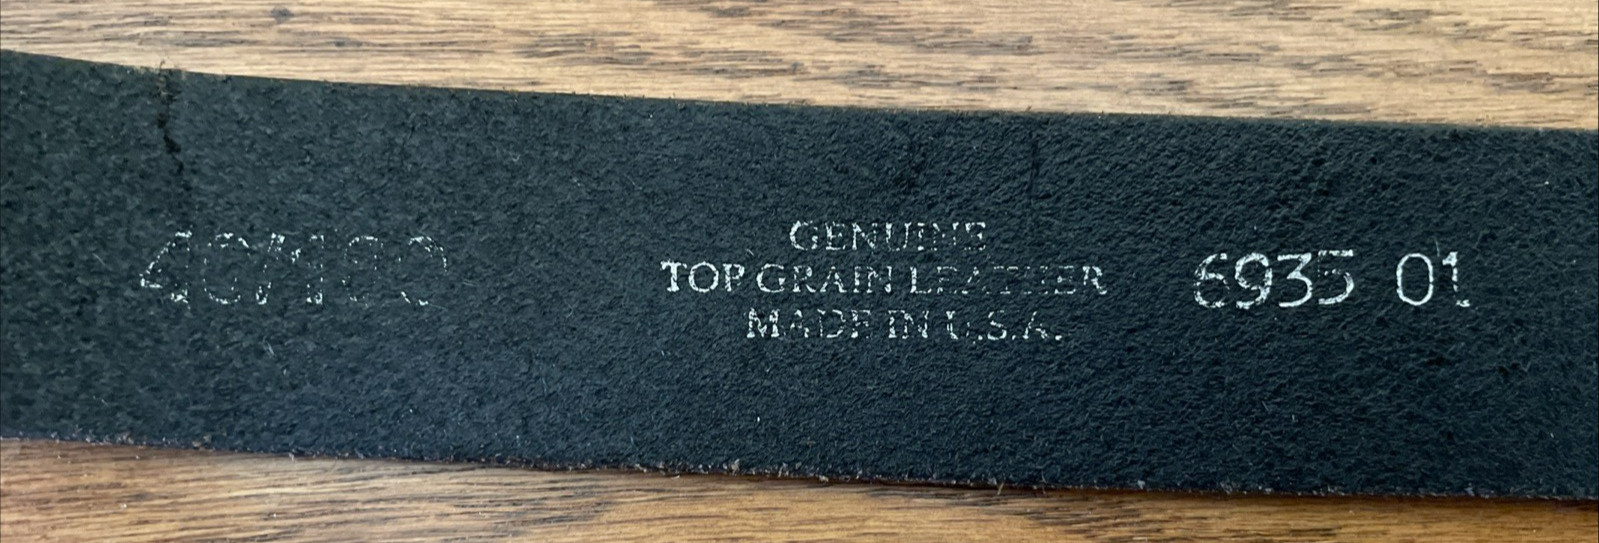 40/100
GENUINE
TOP GRAIN LEATHER
MADE IN U.S.A.
6935 01